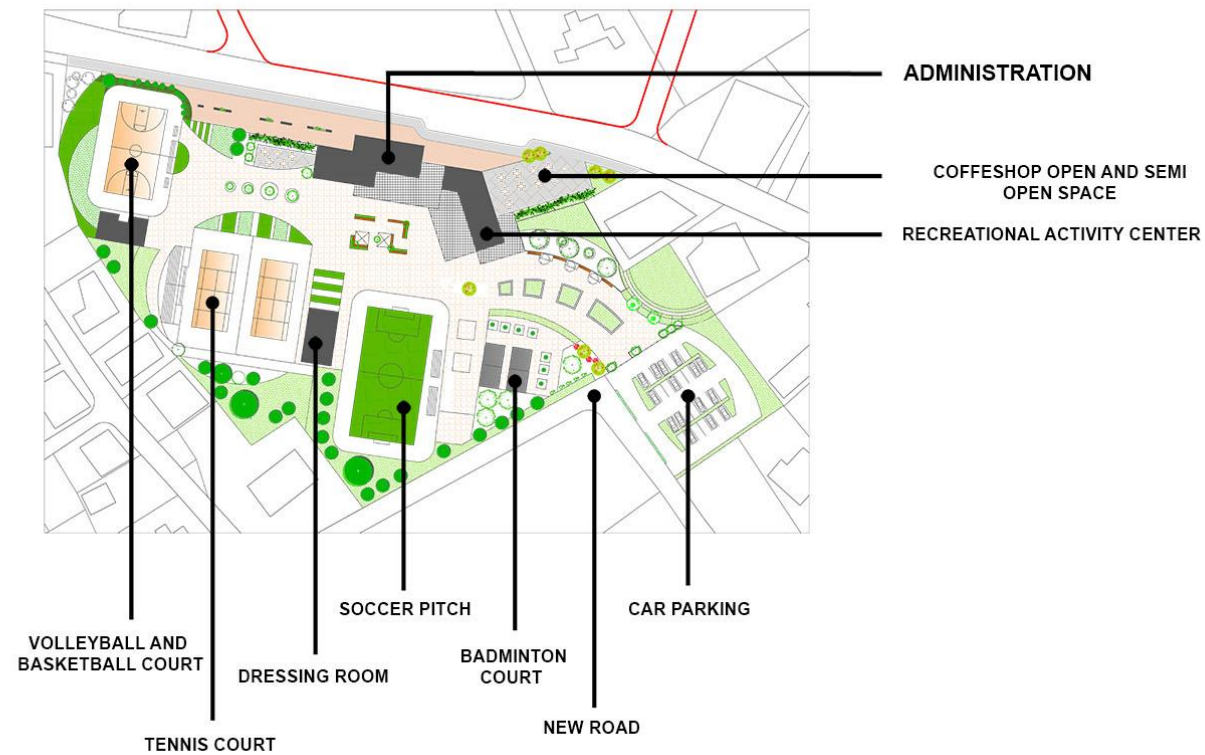 ADMINISTRATION
COFFESHOP OPEN AND SEMI
OPEN SPACE
RECREATIONAL ACTIVITY CENTER
SOCCER PITCH
CAR PARKING
VOLLEYBALL AND
BASKETBALL COURT
DRESSING ROOM
BADMINTON
COURT
NEW ROAD
TENNIS COURT